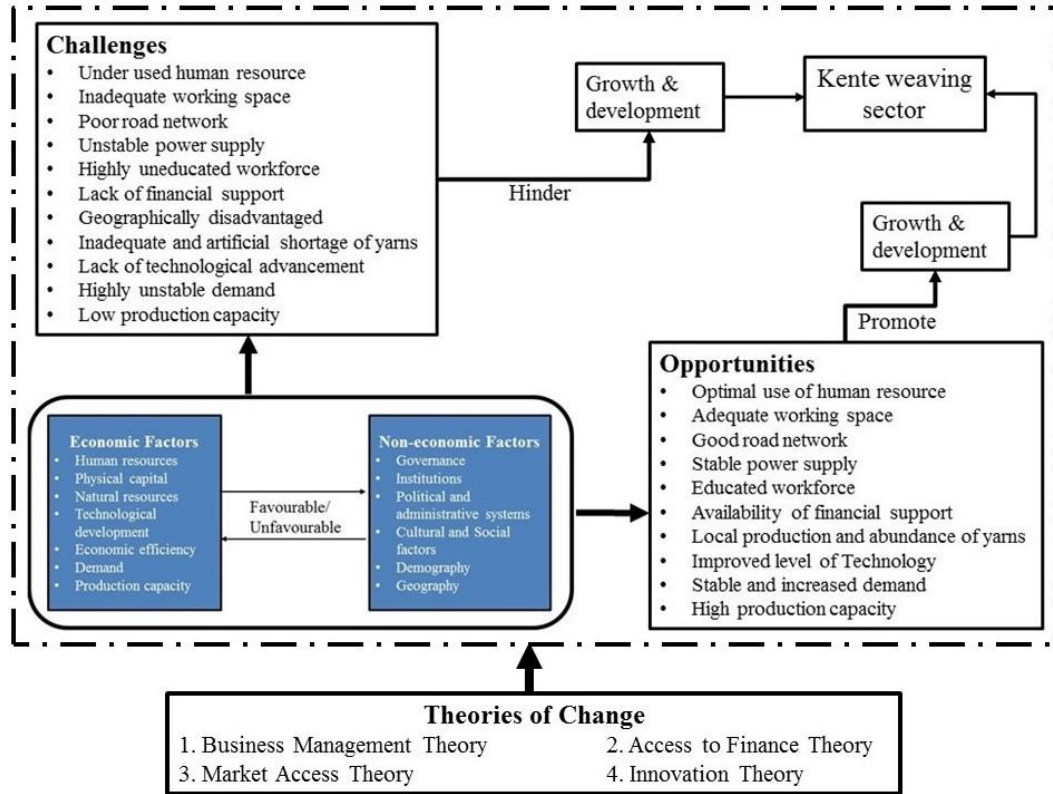 Challenges
• Under used human resource
• Inadequate working space
• Poor road network
• Unstable power supply
• Highly uneducated workforce
• Lack of financial support
• Geographically disadvantaged
• Inadequate and artificial shortage of yarns
• Lack of technological advancement
• Highly unstable demand
• Low production capacity
Hinder
Growth &
development
Kente weaving
sector
Growth &
development
Promote
Opportunities
• Optimal use of human resource
• Adequate working space
• Good road network
• Stable power supply
• Educated workforce
• Availability of financial support
• Local production and abundance of yarns
• Improved level of Technology
• Stable and increased demand
• High production capacity
Economic Factors
• Human resources
• Physical capital
• Natural resources
• Technological
development
• Economic efficiency
• Demand
• Production capacity
Favourable/
Unfavourable
Non-economic Factors
• Governance
• Institutions
• Political and
administrative systems
• Cultural and Social
factors
• Demography
• Geography
Theories of Change
1. Business Management Theory
2. Access to Finance Theory
3. Market Access Theory
4. Innovation Theory